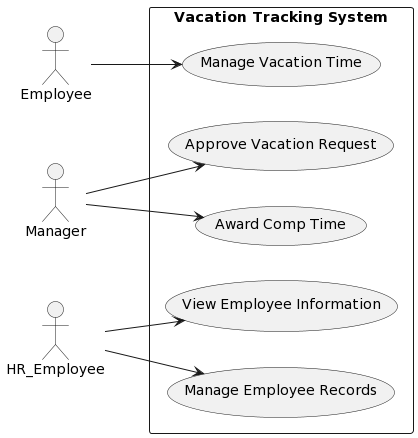 Vacation Tracking System
Employee
Manage Vacation Time
Approve Vacation Request
Manager
Award Comp Time
View Employee Information
HR_Employee
Manage Employee Records